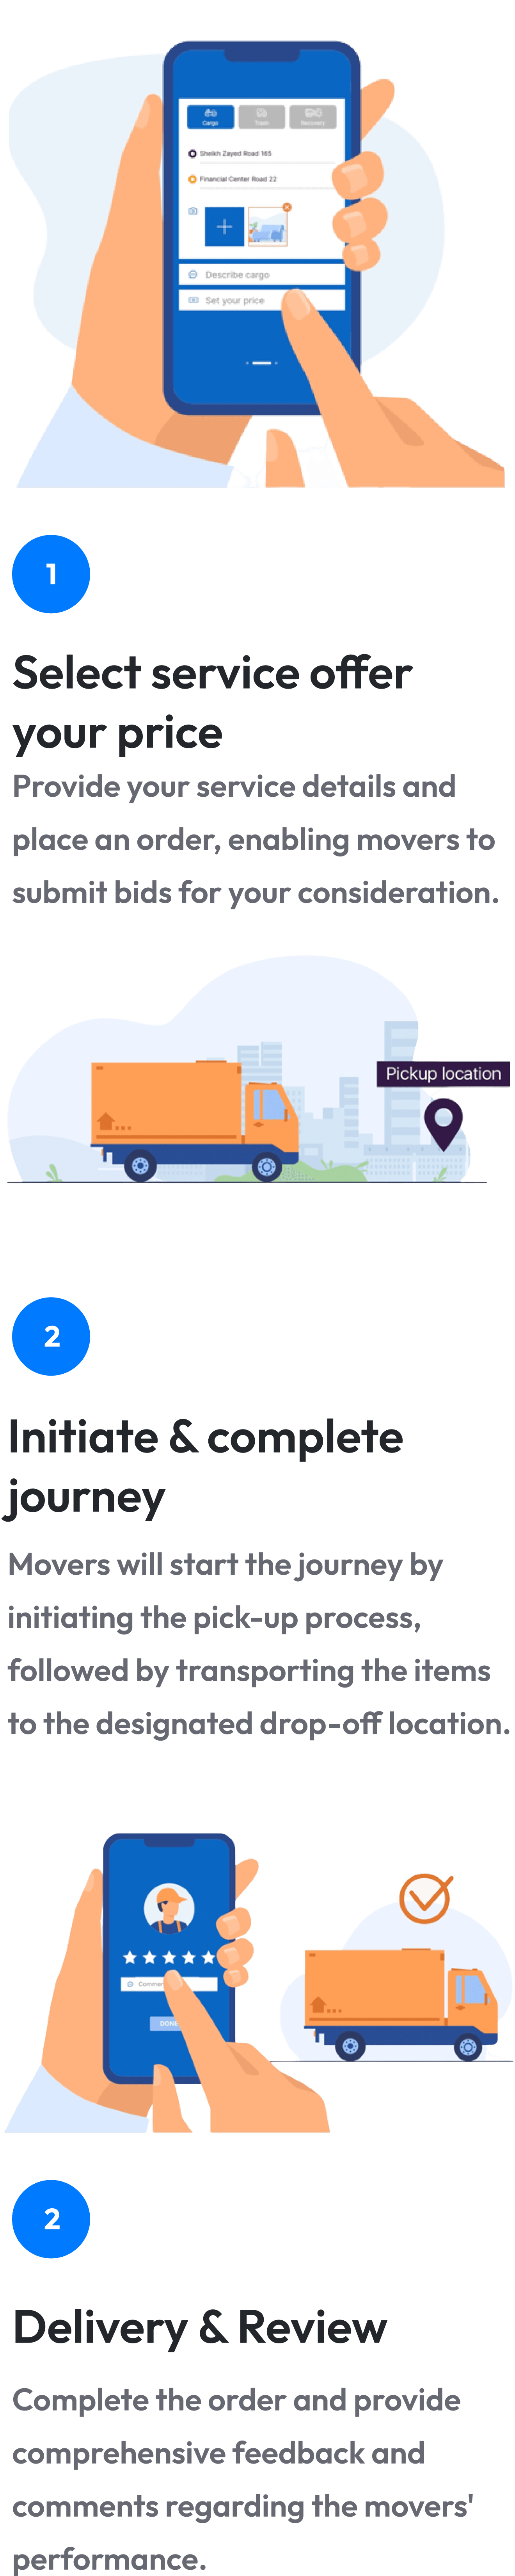 Cargo
Train
Recovery
Sheikh Zayed Road 165
Financial Center Road 22
Describe cargo
Set your price
1
Select service offer
your price
Provide your service details and
place an order, enabling movers to
submit bids for your consideration.
Pickup location
2
Initiate & complete
journey
Movers will start the journey by
initiating the pick-up process,
followed by transporting the items
to the designated drop-off location.
DONE
2
Delivery & Review
Complete the order and provide
comprehensive feedback and
comments regarding the movers'
performance.